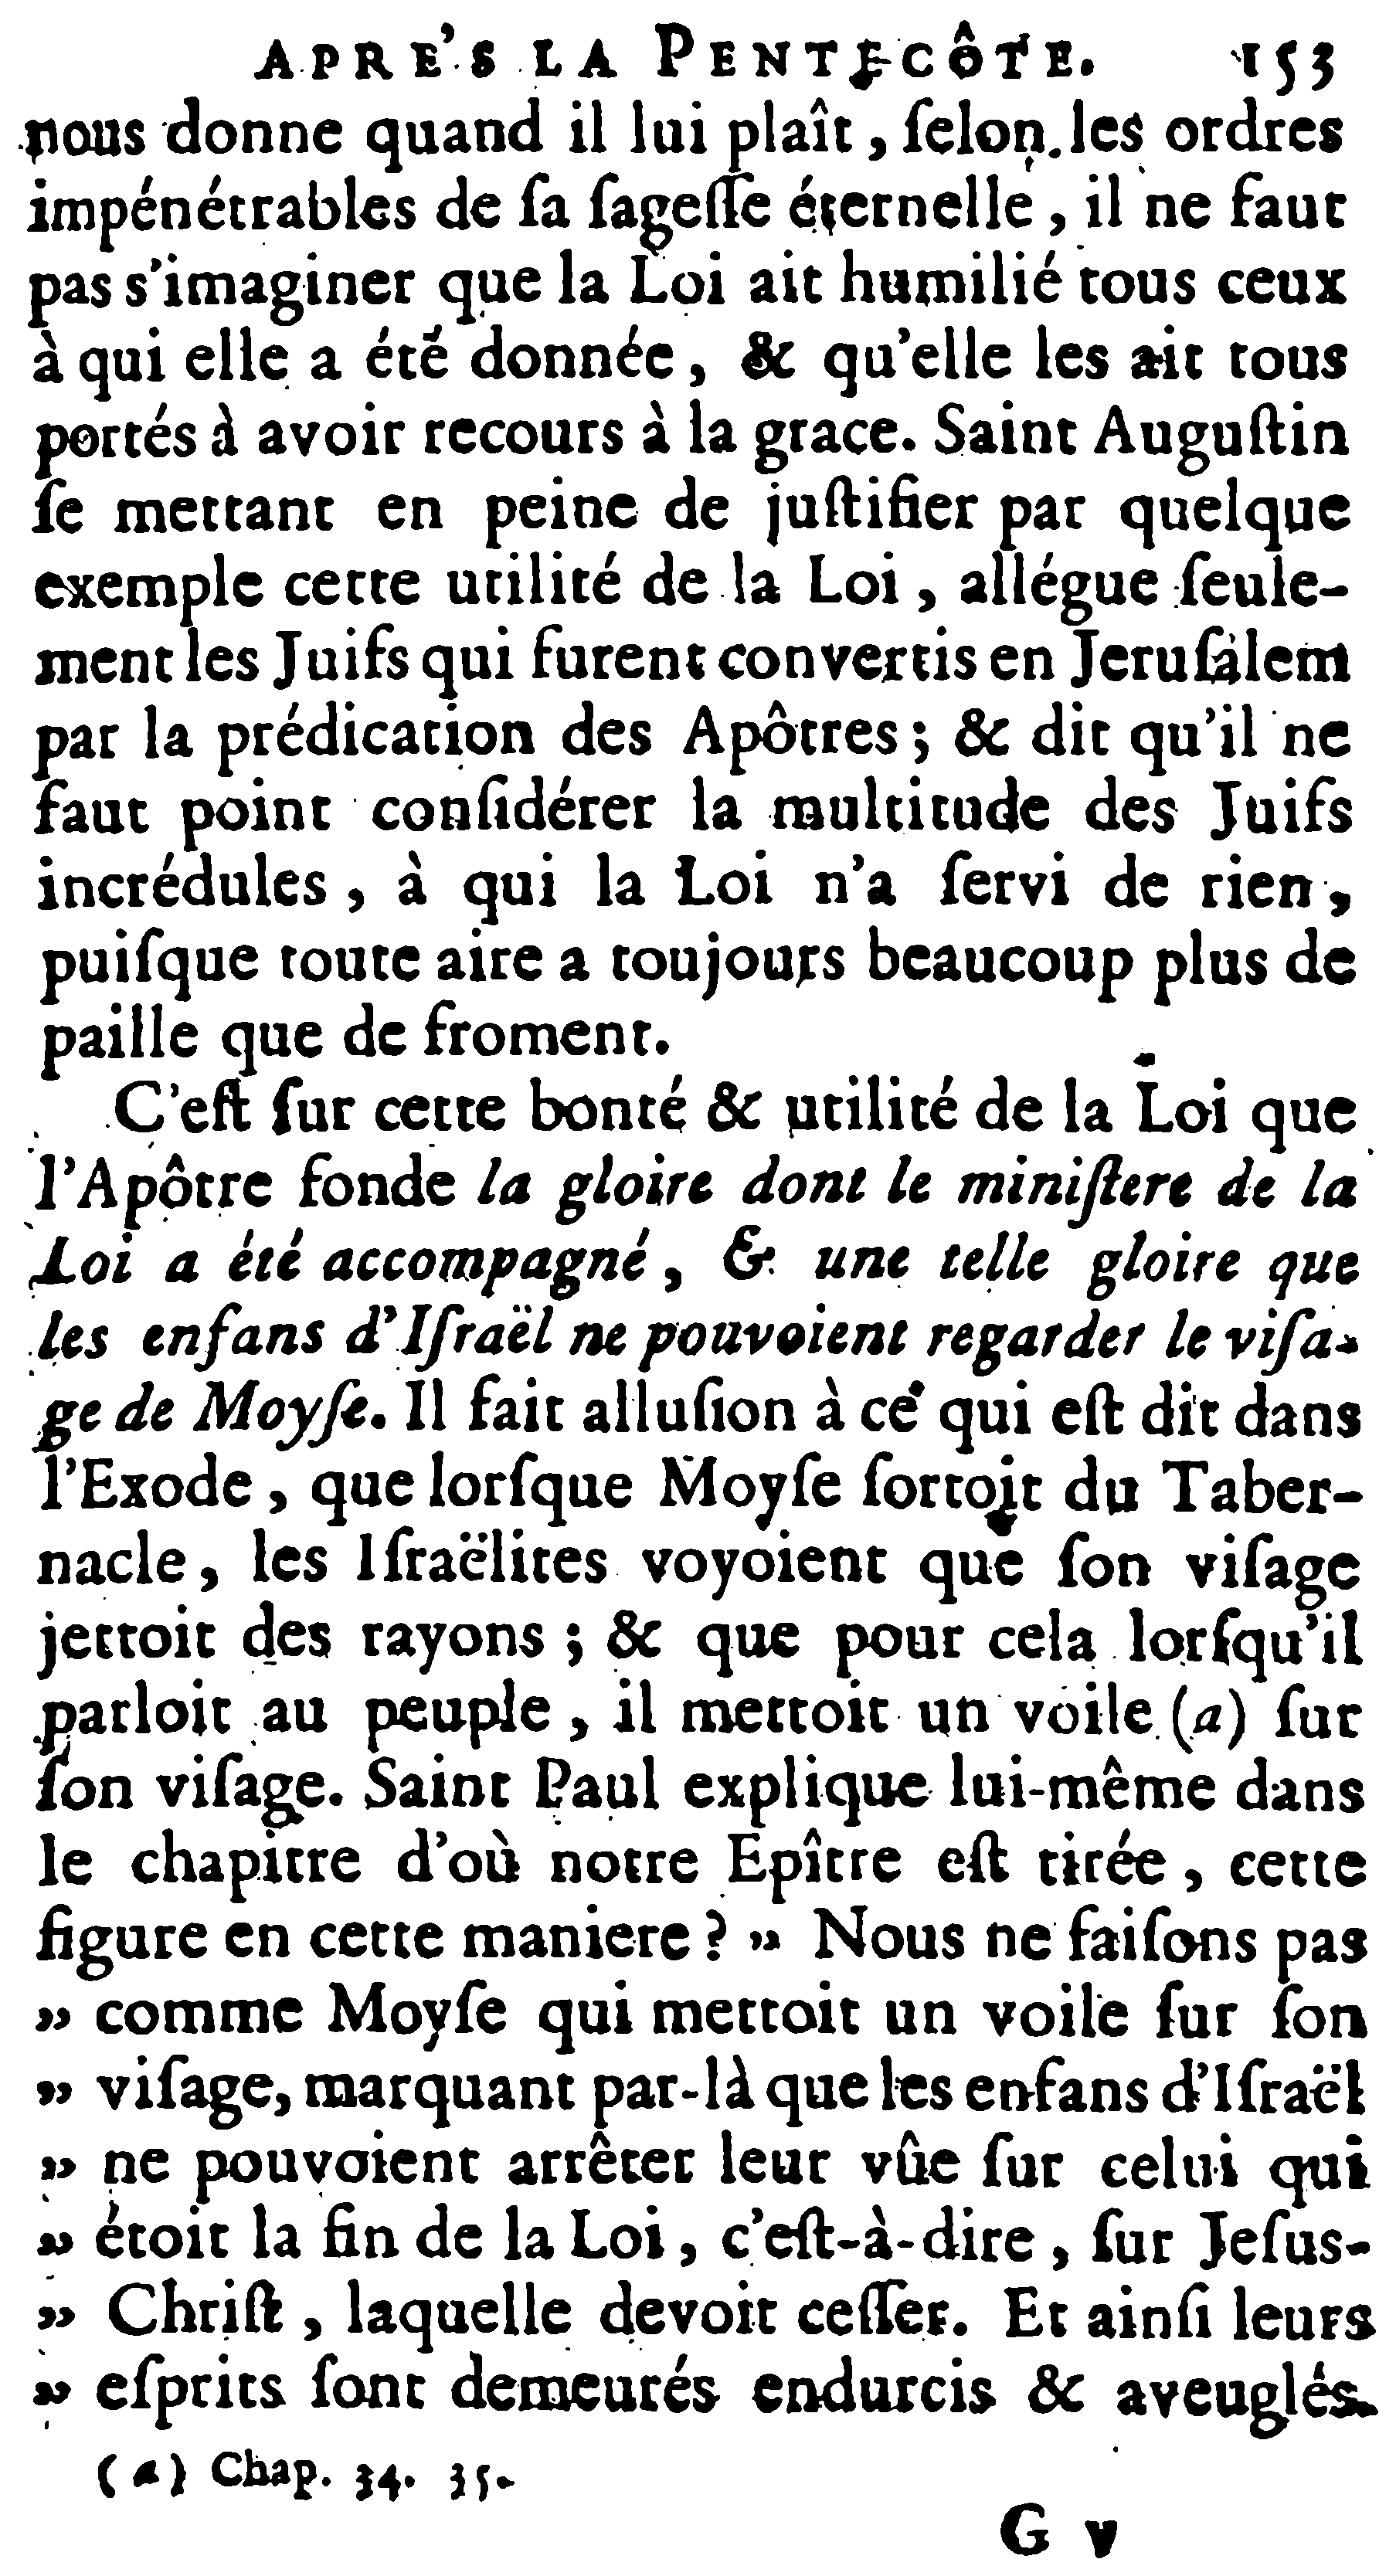 APRE'S LA PENTECÔTE. 153
nous donne quand il lui plaît, ſelon les ordres
impénétrables de ſa ſageſſe éternelle, il ne faut
pas s'imaginer que la Loi ait humilié tous ceux
à qui elle a été donnée, & qu'elle les ait tous
portés à avoir recours à la grace. Saint Auguſtin
ſe mettant en peine de juſtifier par quelque
exemple cette utilité de la Loi, allégue ſeule-
ment les Juifs qui furent convertis en Jeruſalem
par la prédication des Apôtres; & dit qu'il ne
faut point conſidérer la multitude des Juifs
incrédules, à qui la Loi n'a ſervi de rien,
puiſque toute aire a toujours beaucoup plus de
paille que de froment.
C'eſt ſur cette bonté & utilité de la Loi que
l'Apôtre fonde la gloire dont le miniſtere de la
Loi a été accompagné, & une telle gloire que
les enfans d'Iſraël ne pouvoient regarder le viſa-
ge de Moyſe. Il fait alluſion à ce qui eſt dit dans
l'Exode, que lorſque Moyſe ſortoit du Taber-
nacle, les Iſraëlites voyoient que ſon viſage
jettoit des rayons; & que pour cela lorſqu'il
parloit au peuple, il mettoit un voile (a) ſur
ſon viſage. Saint Paul explique lui-même dans
le chapitre d'où notre Epître eſt tirée, cette
figure en cette maniere? „ Nous ne faiſons pas
„ comme Moyſe qui mettoit un voile ſur ſon
„ viſage, marquant par-là que les enfans d'Iſraël
„ ne pouvoient arrêter leur vûe ſur celui qui
„ étoit la fin de la Loi, c'eſt-à-dire, ſur Jeſus-
„ Chriſt, laquelle devoit ceſſer. Et ainſi leurs
„ eſprits ſont demeurés endurcis & aveuglés.
(a) Chap. 34. 35.
G v